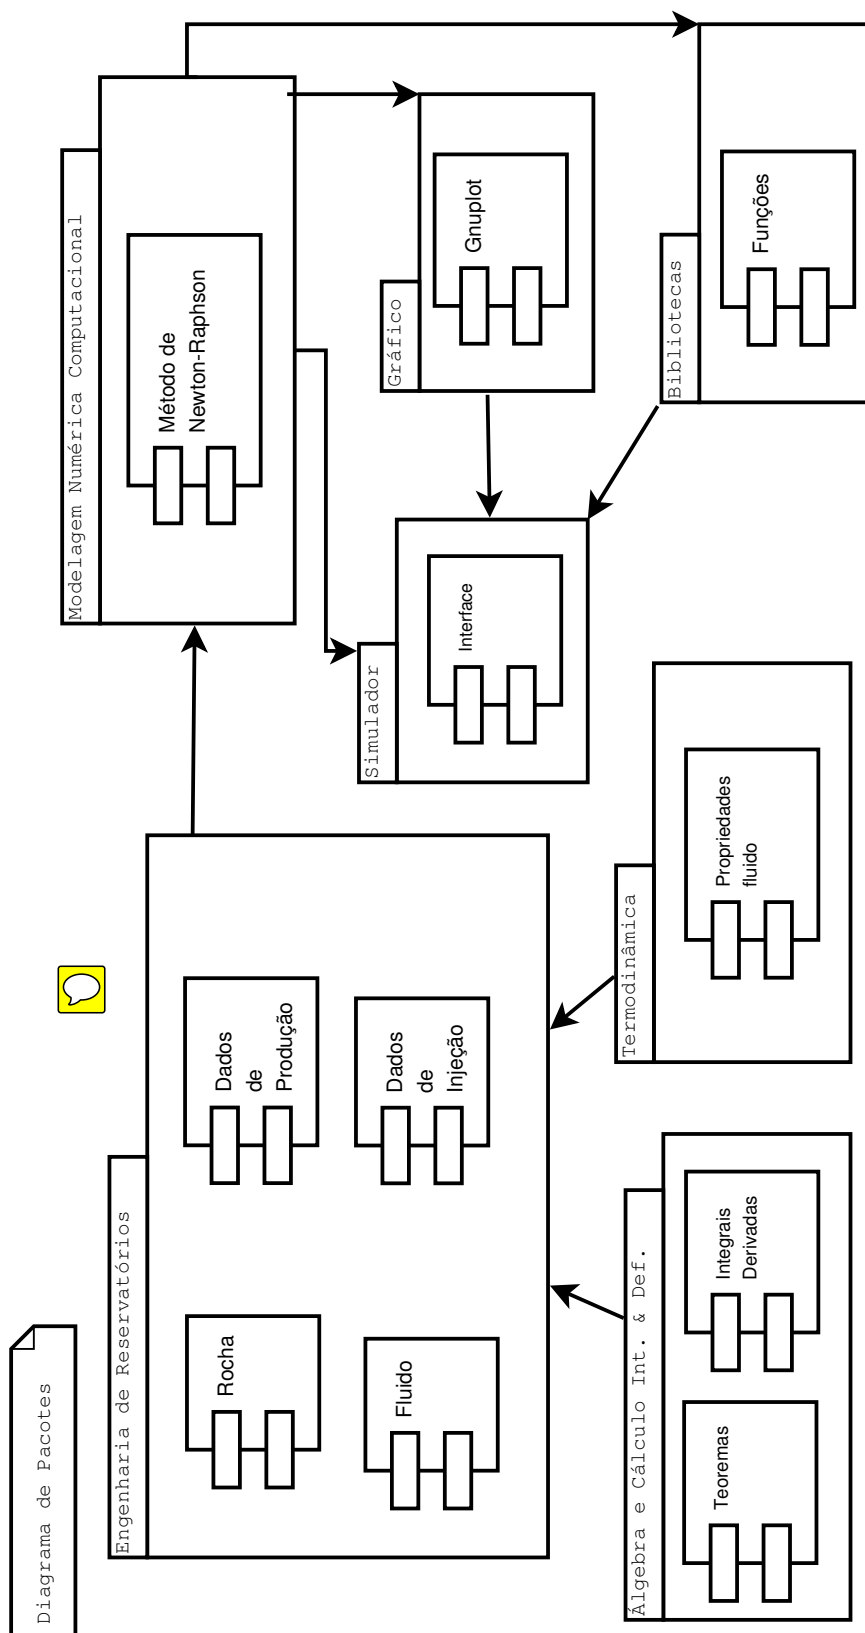 Diagrama de Pacotes
Engenharia de Reservatórios
Rocha
Dados
de
Produção
Fluido
Dados
de
Injeção
Modelagem Numérica Computacional
Método de
Newton-Raphson
Simulador
Interface
Gráfico
Gnuplot
Álgebra e Cálculo Int. & Def.
Teoremas
Integrais
Derivadas
Termodinâmica
Propriedades
fluido
Bibliotecas
Funções